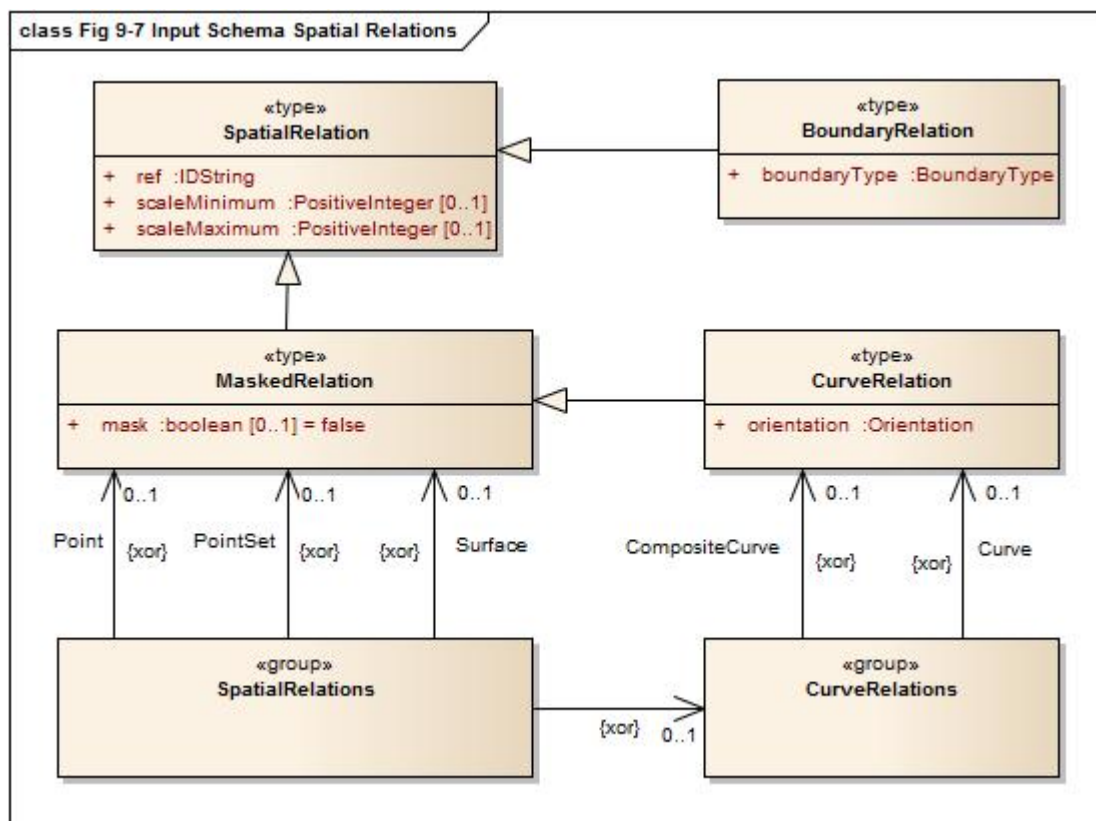 class Fig 9-7 Input Schema Spatial Relations
«type»
SpatialRelation
+ ref :IDString
+ scaleMinimum :PositiveInteger [0..1]
+ scaleMaximum :PositiveInteger [0..1]
«type»
BoundaryRelation
+ boundaryType :BoundaryType
«type»
MaskedRelation
+ mask :boolean [0..1] = false
«type»
CurveRelation
+ orientation :Orientation
0..1
0..1
0..1
0..1
0..1
Point
{xor}
PointSet
{xor}
{xor}
Surface
CompositeCurve
{xor}
{xor}
Curve
«group»
SpatialRelations
{xor}
0..1
«group»
CurveRelations